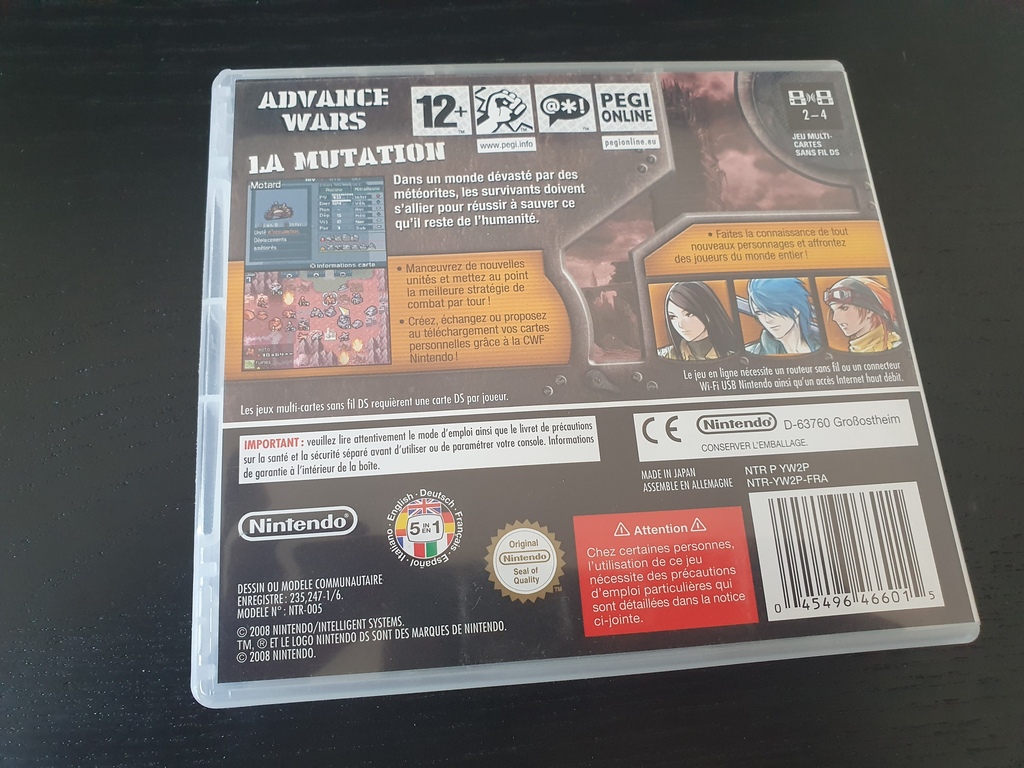 ADVANCE
WARS
LA MUTATION
12+
www.pegi.info
@*!
PEGI
ONLINE
pegionline.eu
2-4
JEU MULTI-
CARTES
SANS FIL DS
Dans un monde dévasté par des
météorites, les survivants doivent
s'allier pour réussir à sauver ce
qu'il reste de l'humanité.
Motard
Déplacements
améliorés
Informations carte
• Manœuvrez de nouvelles
unités et mettez au point
la meilleure stratégie de
combat par tour !
• Créez, échangez ou proposez
au téléchargement vos cartes
personnelles grâce à la CWF
Nintendo !
• Faites la connaissance de tout
nouveaux personnages et affrontez
des joueurs du monde entier !
Le jeu en ligne nécessite un routeur sans fil ou un connecteur
Wi-Fi USB Nintendo ainsi qu'un accès Internet haut débit.
Les jeux multi-cartes sans fil DS requièrent une carte DS par joueur.
IMPORTANT : veuillez lire attentivement le mode d'emploi ainsi que le livret de précautions
sur la santé et la sécurité séparé avant d'utiliser ou de paramétrer votre console. Informations
de garantie à l'intérieur de la boîte.
CE Nintendo D-63760 Großostheim
CONSERVER L'EMBALLAGE.
MADE IN JAPAN
ASSEMBLE EN ALLEMAGNE
NTR P YW2P
NTR-YW2P-FRA
Nintendo
English · Deutsch · Français · Español · Italiano
5 IN
EN 1
Original
Nintendo
Seal of
Quality
TM
Attention
Chez certaines personnes,
l'utilisation de ce jeu
nécessite des précautions
d'emploi particulières qui
sont détaillées dans la notice
ci-jointe.
0 45496 46601 5
DESSIN OU MODELE COMMUNAUTAIRE
ENREGISTRE : 235,247-1/6.
MODELE N° : NTR-005
© 2008 NINTENDO/INTELLIGENT SYSTEMS.
TM, ® ET LE LOGO NINTENDO DS SONT DES MARQUES DE NINTENDO.
© 2008 NINTENDO.